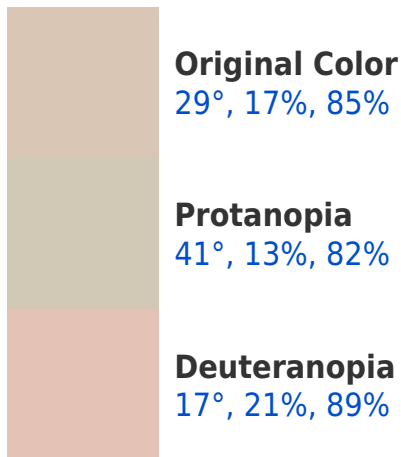 Original Color
29°, 17%, 85%
Protanopia
41°, 13%, 82%
Deuteranopia
17°, 21%, 89%